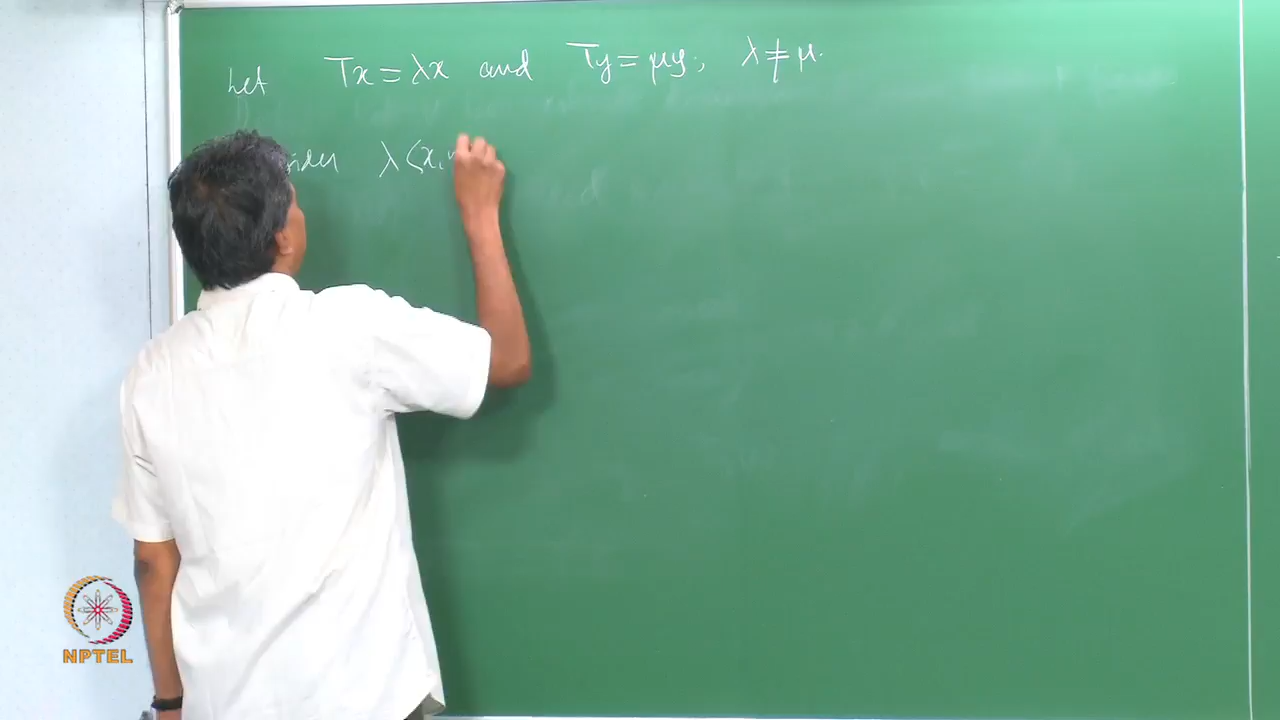 Let Tx = λx and Ty = μy; λ ≠ μ.
λ⟨x,
NPTEL